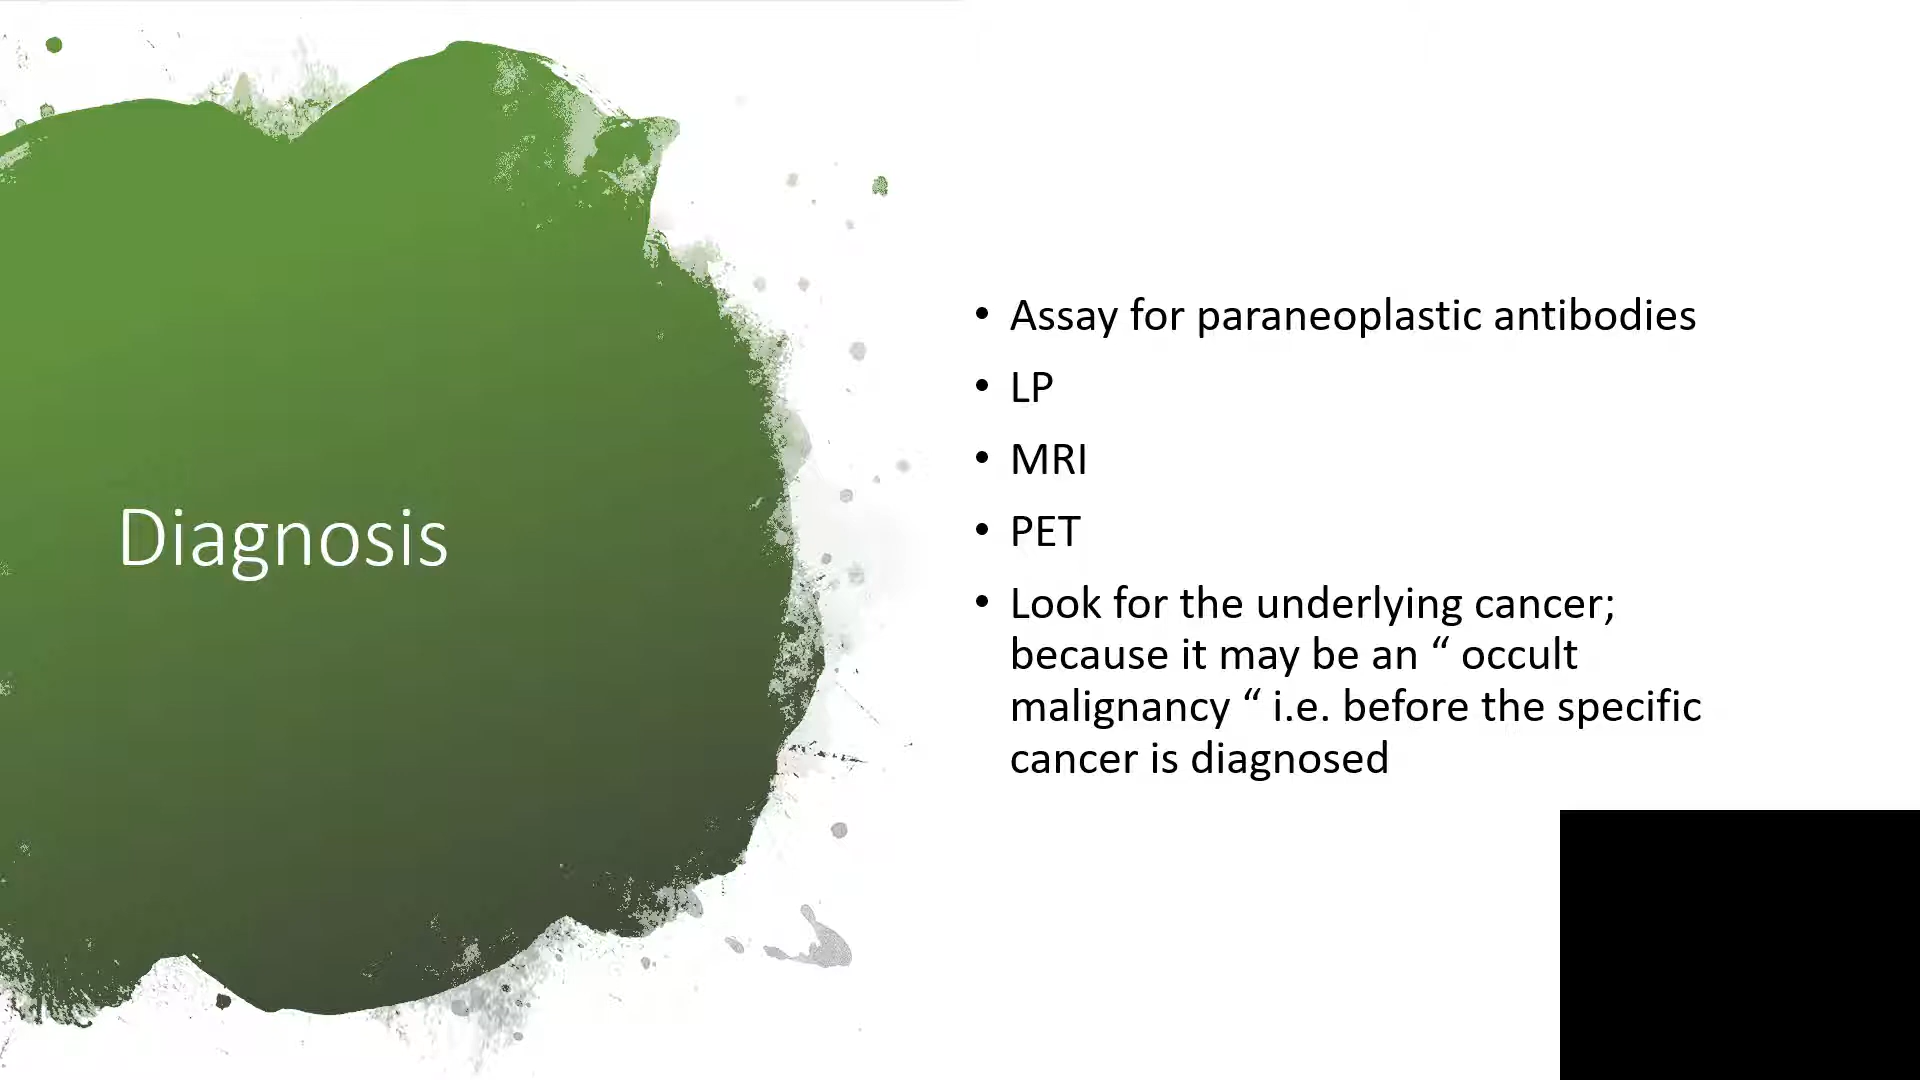 Diagnosis
• Assay for paraneoplastic antibodies
• LP
• MRI
• PET
• Look for the underlying cancer;
because it may be an “ occult
malignancy “ i.e. before the specific
cancer is diagnosed